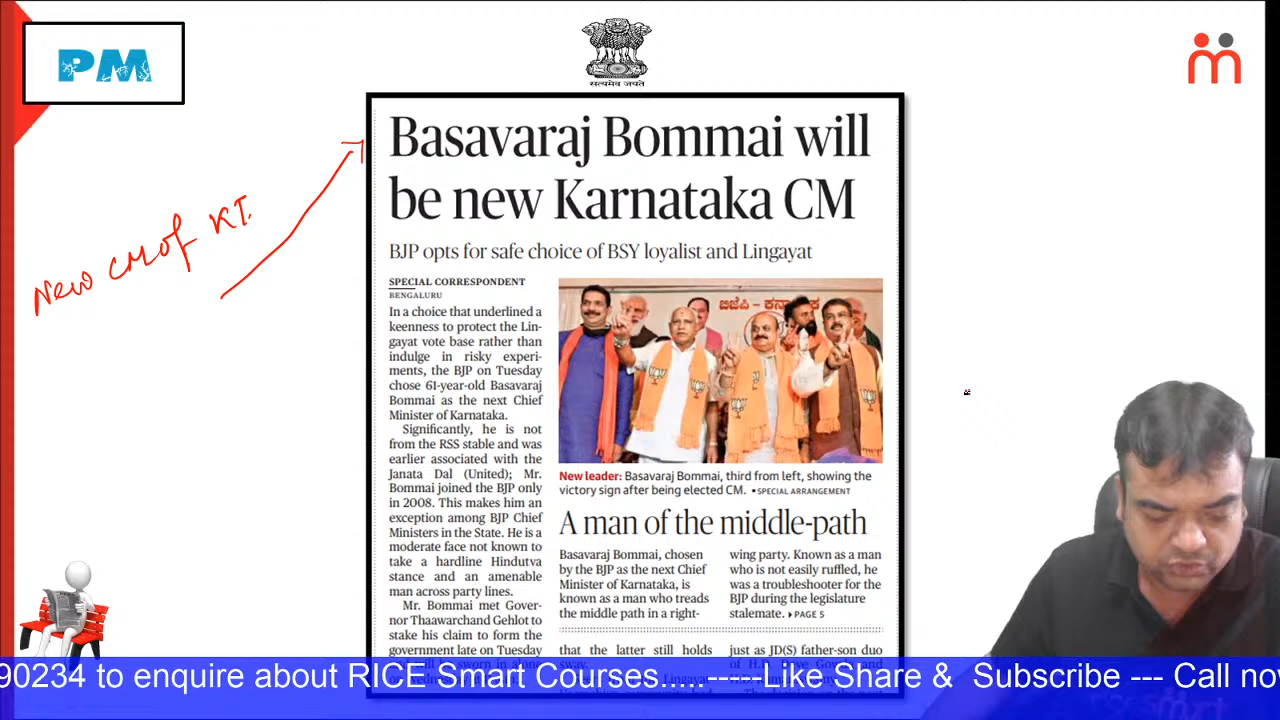 PM
सत्यमेव जयते
Basavaraj Bommai will
be new Karnataka CM
BJP opts for safe choice of BSY loyalist and Lingayat
New CM of KT.
SPECIAL CORRESPONDENT
BENGALURU
In a choice that underlined a
keenness to protect the Lin-
gayat vote base rather than
indulge in risky experi-
ments, the BJP on Tuesday
chose 61-year-old Basavaraj
Bommai as the next Chief
Minister of Karnataka.
Significantly, he is not
from the RSS stable and was
earlier associated with the
Janata Dal (United); Mr.
Bommai joined the BJP only
in 2008. This makes him an
exception among BJP Chief
Ministers in the State. He is a
moderate face not known to
take a hardline Hindutva
stance and an amenable
man across party lines.
Mr. Bommai met Gover-
nor Thaawarchand Gehlot to
stake his claim to form the
government late on Tuesday
ಬಿಜೆಪಿ-
New leader: Basavaraj Bommai, third from left, showing the
victory sign after being elected CM. • SPECIAL ARRANGEMENT
A man of the middle-path
Basavaraj Bommai, chosen
by the BJP as the next Chief
Minister of Karnataka, is
known as a man who treads
the middle path in a right-
wing party. Known as a man
who is not easily ruffled, he
was a troubleshooter for the
BJP during the legislature
stalemate. PAGE 5
that the latter still holds
sway.
just as JD(S) father-son duo
of H.D. Deve Gowda and
90234 to enquire about RICE Smart Courses.... -----Like Share & Subscribe --- Call now